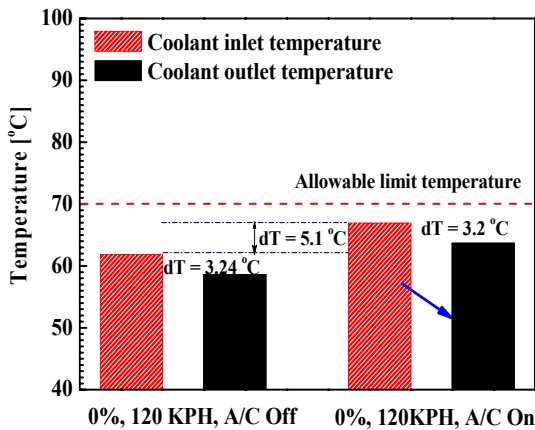 100
90
80
70
60
50
40
Temperature [°C]
Coolant inlet temperature
Coolant outlet temperature
Allowable limit temperature
dT = 5.1 °C
dT = 3.24 °C
dT = 3.2 °C
0%, 120 KPH, A/C Off
0%, 120KPH, A/C On